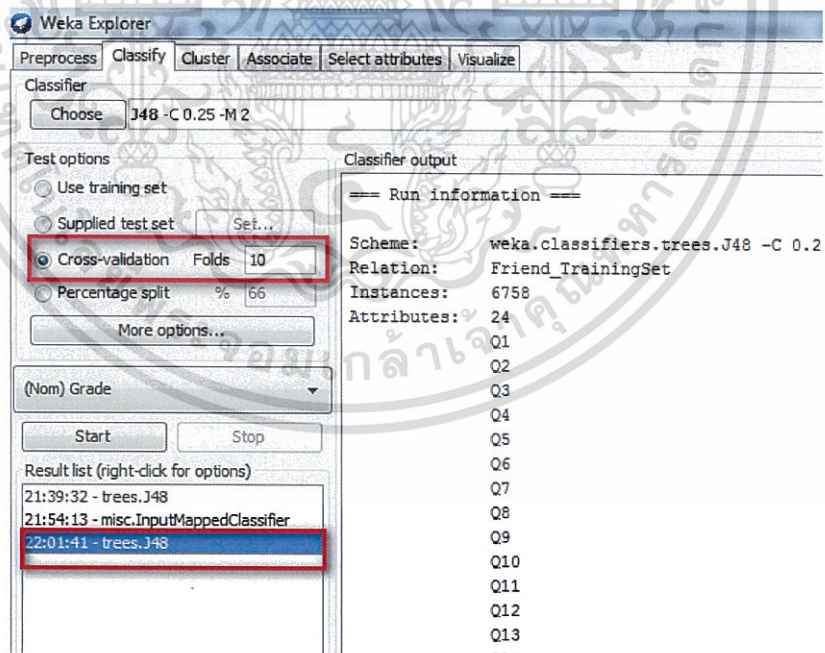 Weka Explorer
Preprocess Classify Cluster Associate Select attributes Visualize
Classifier
Choose J48 -C 0.25 -M 2
Test options
Use training set
Supplied test set Set...
Cross-validation Folds 10
Percentage split % 66
More options...
(Nom) Grade
Start Stop
Result list (right-click for options)
21:39:32 - trees.J48
21:54:13 - misc.InputMappedClassifier
22:01:41 - trees.J48
Classifier output
=== Run information ===
Scheme: weka.classifiers.trees.J48 -C 0.2
Relation: Friend_TrainingSet
Instances: 6758
Attributes: 24
Q1
Q2
Q3
Q4
Q5
Q6
Q7
Q8
Q9
Q10
Q11
Q12
Q13